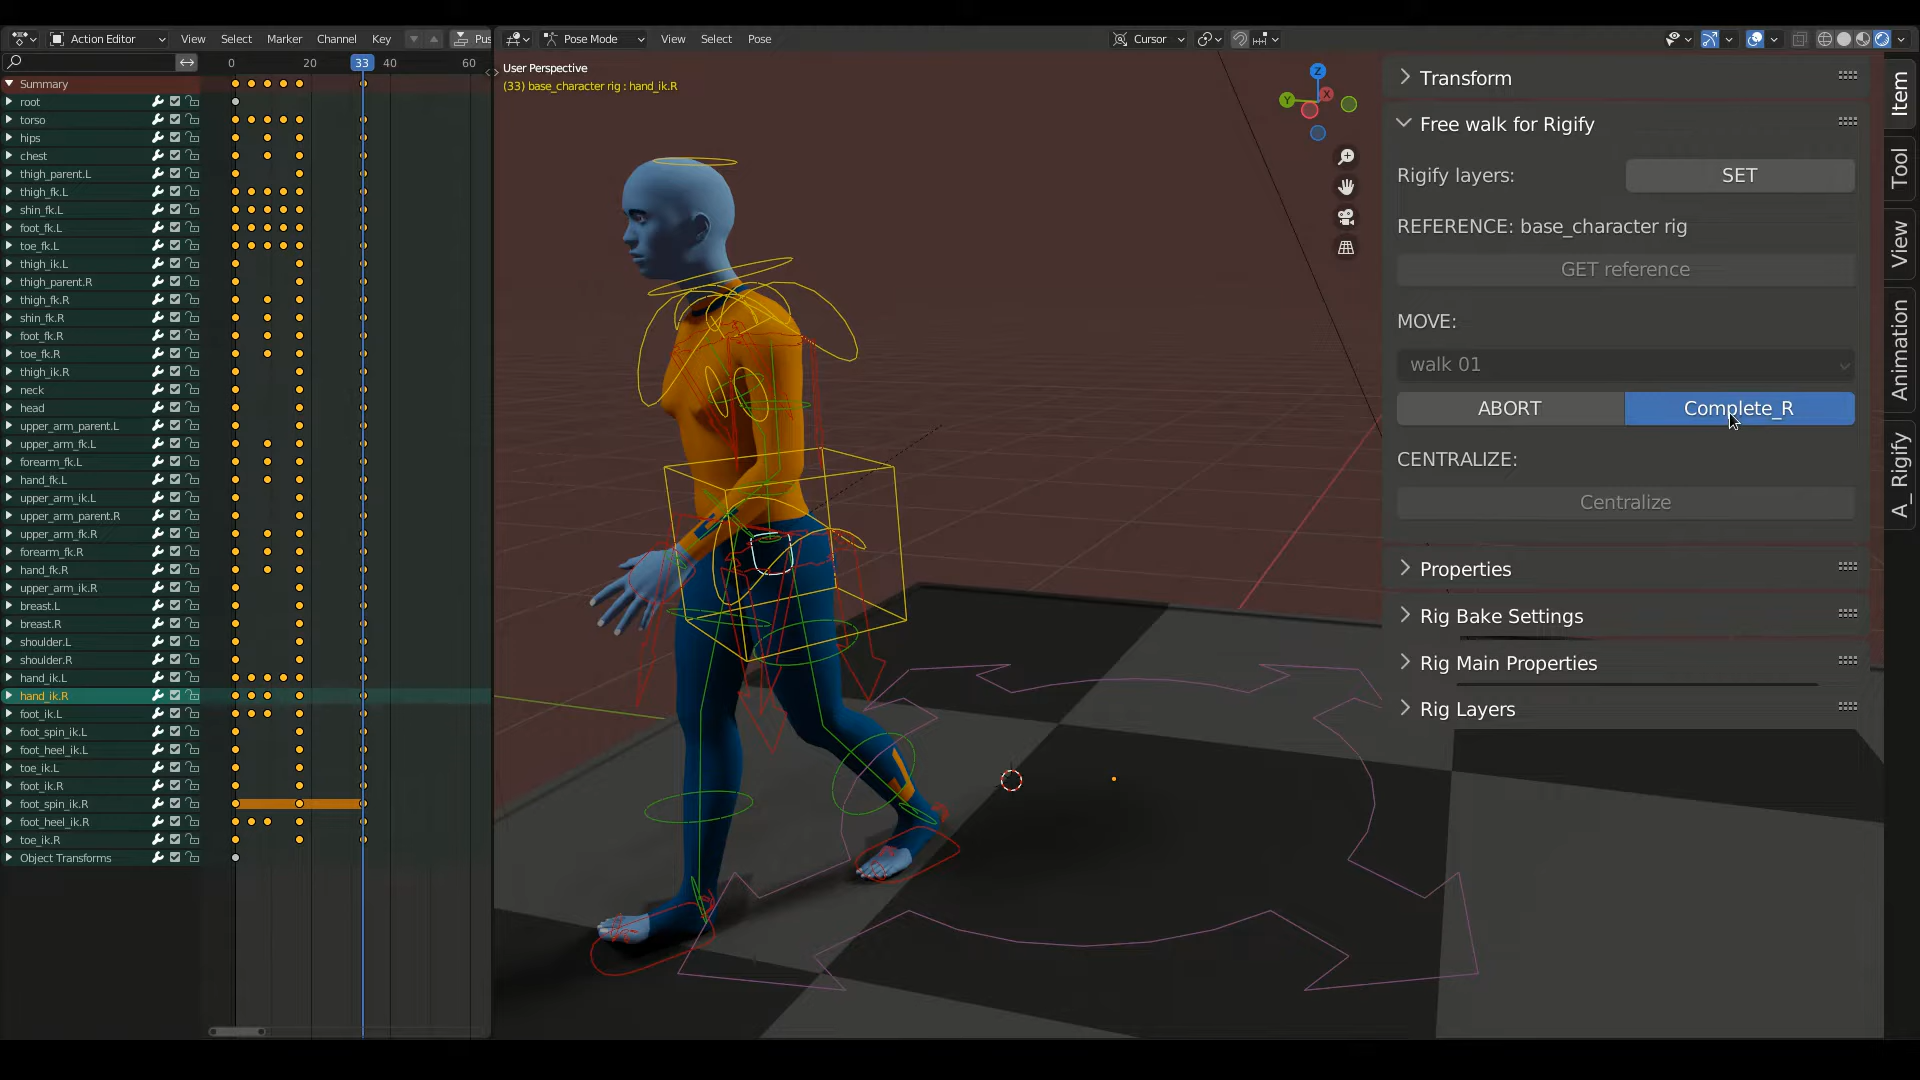 Action Editor View Select Marker Channel Key Pus
Pose Mode View Select Pose Cursor
0 20 33 40 60
User Perspective
(33) base_character rig : hand_ik.R
Z
Y X
Summary
root
torso
hips
chest
thigh_parent.L
thigh_fk.L
shin_fk.L
foot_fk.L
toe_fk.L
thigh_ik.L
thigh_parent.R
thigh_fk.R
shin_fk.R
foot_fk.R
toe_fk.R
thigh_ik.R
neck
head
upper_arm_parent.L
upper_arm_fk.L
forearm_fk.L
hand_fk.L
upper_arm_ik.L
upper_arm_parent.R
upper_arm_fk.R
forearm_fk.R
hand_fk.R
upper_arm_ik.R
breast.L
breast.R
shoulder.L
shoulder.R
hand_ik.L
hand_ik.R
foot_ik.L
foot_spin_ik.L
foot_heel_ik.L
toe_ik.L
foot_ik.R
foot_spin_ik.R
foot_heel_ik.R
toe_ik.R
Object Transforms
Transform
Free walk for Rigify
Rigify layers: SET
REFERENCE: base_character rig
GET reference
MOVE:
walk 01
ABORT Complete_R
CENTRALIZE:
Centralize
Properties
Rig Bake Settings
Rig Main Properties
Rig Layers
Item
Tool
View
Animation
A_ Rigify